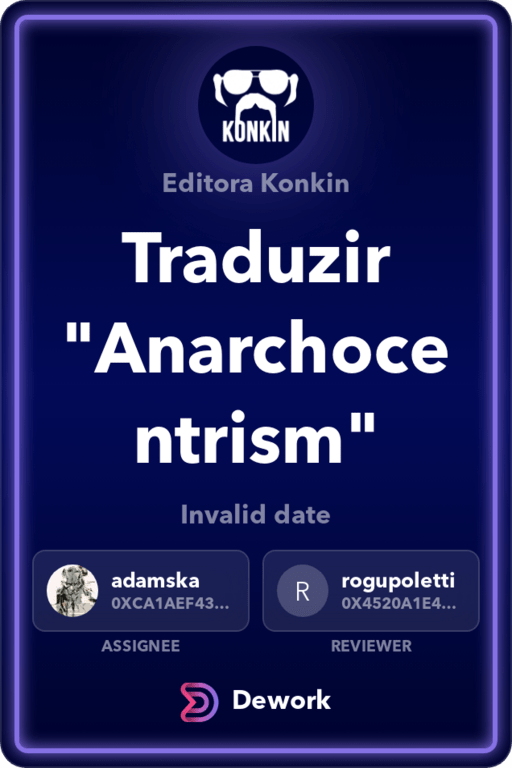 KONKIN
Editora Konkin
Traduzir
"Anarchoce
ntrism"
Invalid date
adamska
0XCA1AEF43...
R
rogupoletti
0X4520A1E4...
ASSIGNEE
REVIEWER
Dework